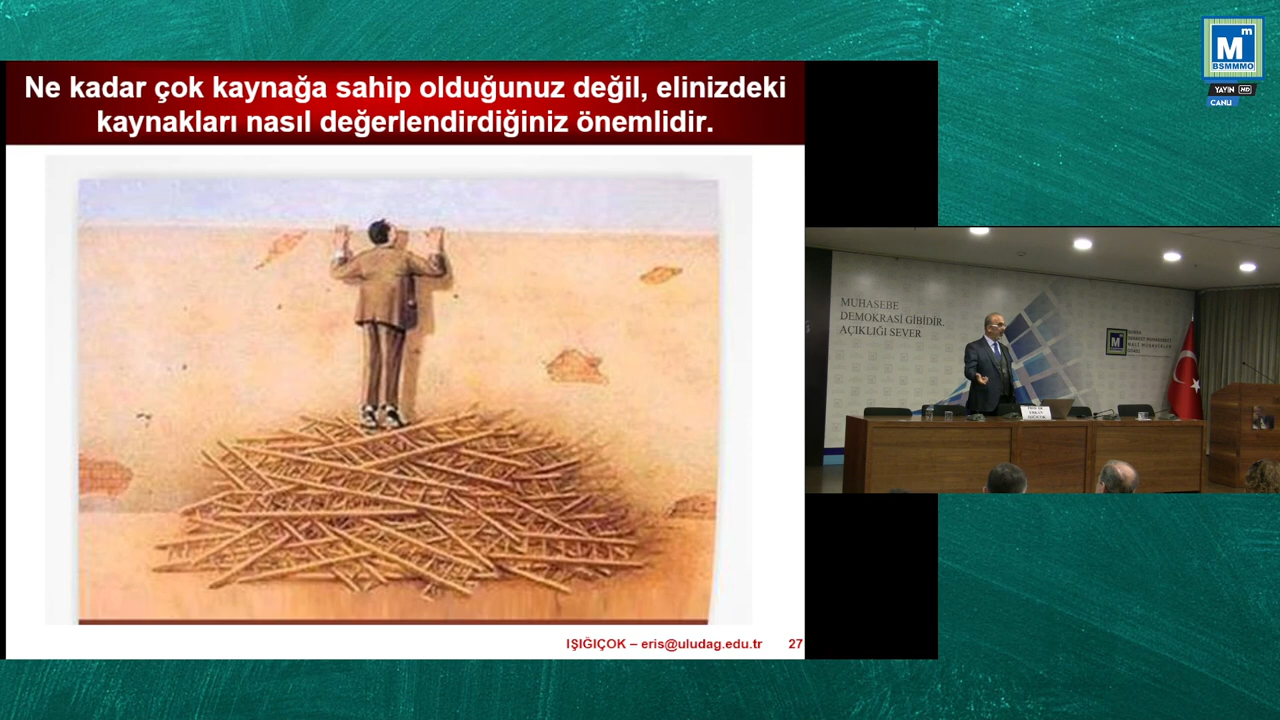 Ne kadar çok kaynağa sahip olduğunuz değil, elinizdeki
kaynakları nasıl değerlendirdiğiniz önemlidir.
IŞIĞIÇOK – eris@uludag.edu.tr 27
M m
BSMMMO
YAYIN HD
CANLI
MUHASEBE
DEMOKRASİ GİBİDİR,
AÇIKLIĞI SEVER